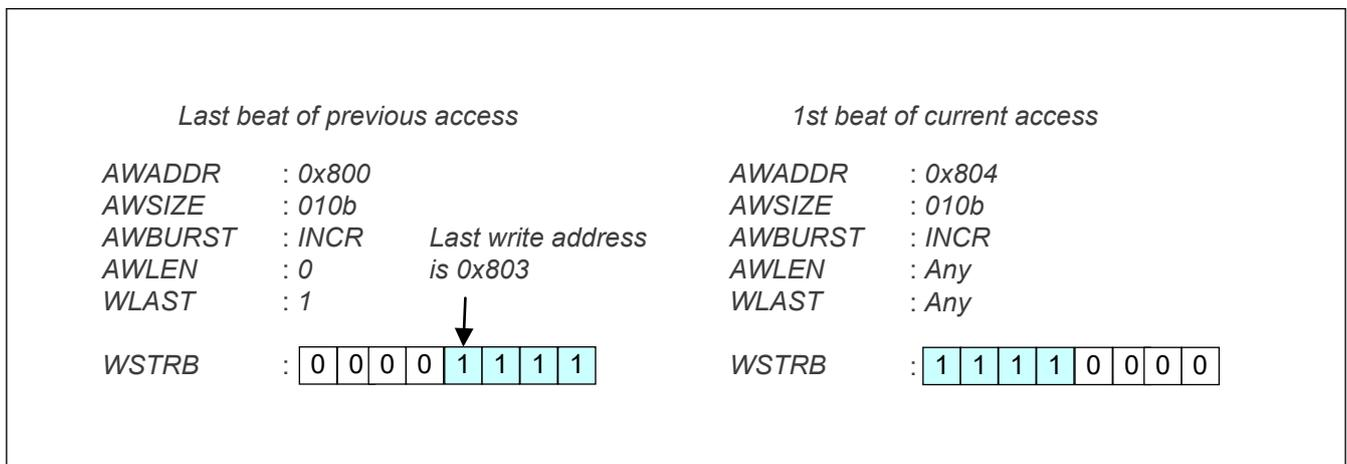 Last beat of previous access
AWADDR : 0x800
AWSIZE : 010b
AWBURST : INCR
AWLEN : 0
WLAST : 1
Last write address
is 0x803
WSTRB : 0 0 0 0 1 1 1 1
1st beat of current access
AWADDR : 0x804
AWSIZE : 010b
AWBURST : INCR
AWLEN : Any
WLAST : Any
WSTRB : 1 1 1 1 0 0 0 0